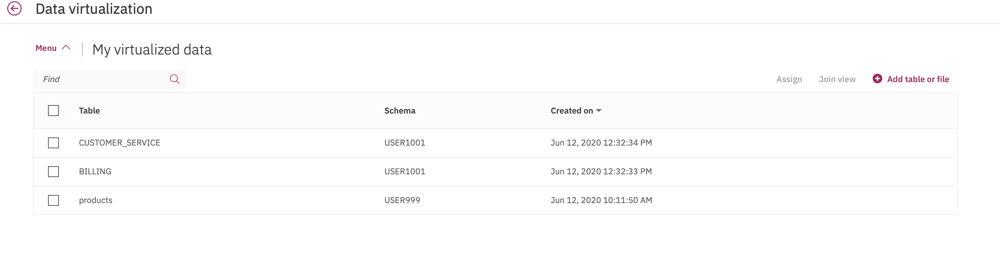 Data virtualization
Menu My virtualized data
Find Assign Join view Add table or file
Table Schema Created on
CUSTOMER_SERVICE USER1001 Jun 12, 2020 12:32:34 PM
BILLING USER1001 Jun 12, 2020 12:32:33 PM
products USER999 Jun 12, 2020 10:11:50 AM